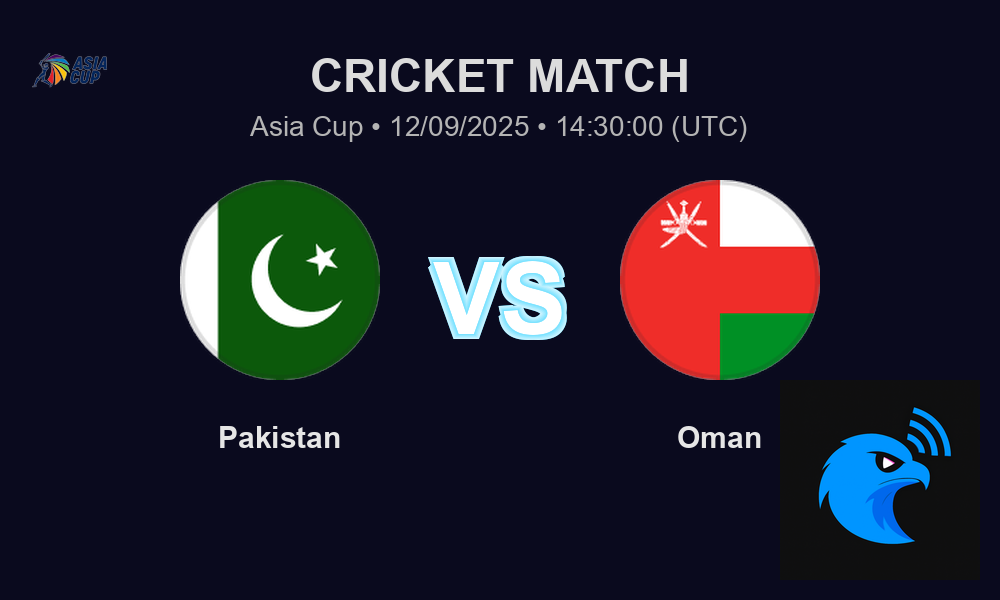 ASIA
CUP
CRICKET MATCH
Asia Cup • 12/09/2025 • 14:30:00 (UTC)
VS
Pakistan
Oman